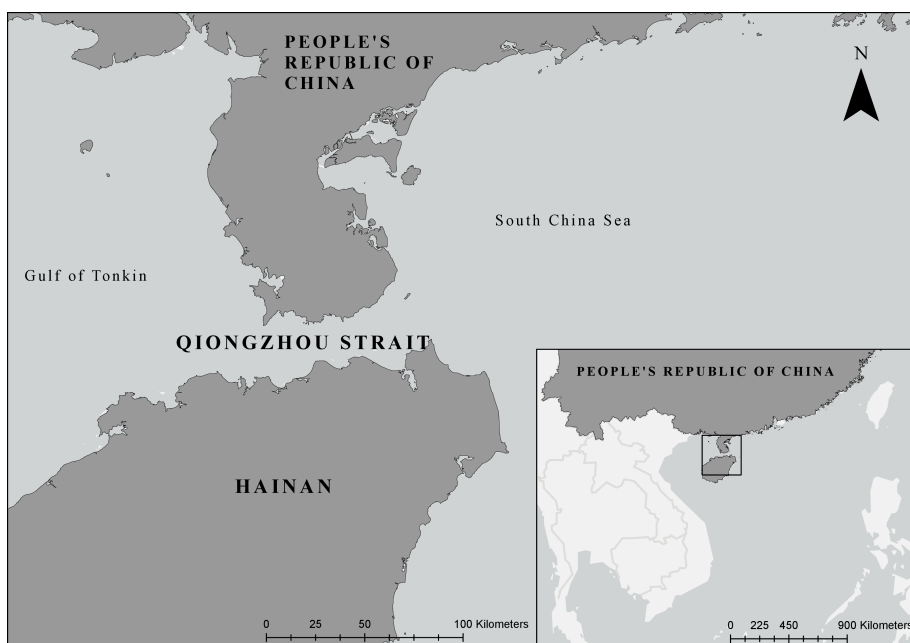 PEOPLE'S
REPUBLIC OF
CHINA
N
South China Sea
Gulf of Tonkin
QIONGZHOU STRAIT
HAINAN
0 25 50 100 Kilometers
PEOPLE'S REPUBLIC OF CHINA
0 225 450 900 Kilometers